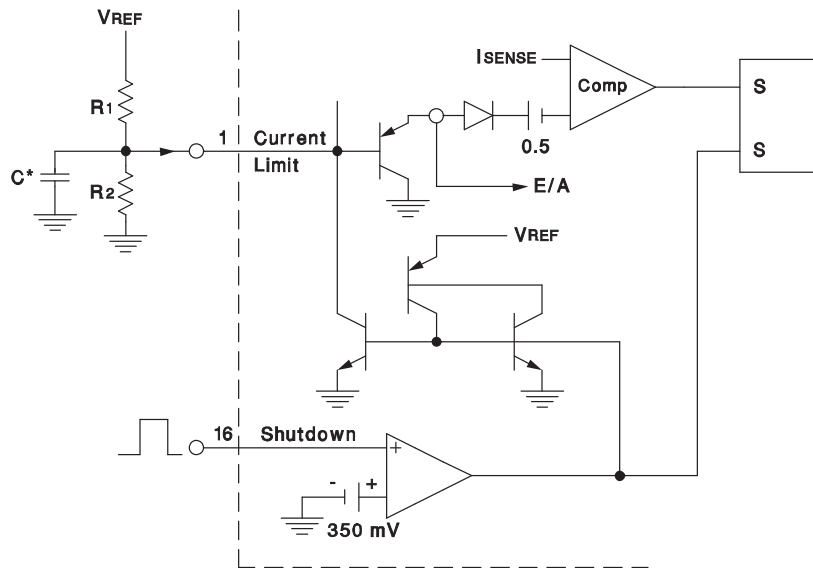 VREF
R1
C*
R2
1
Current
Limit
ISENSE
Comp
0.5
E/A
S
S
VREF
16
Shutdown
+
- +
350 mV